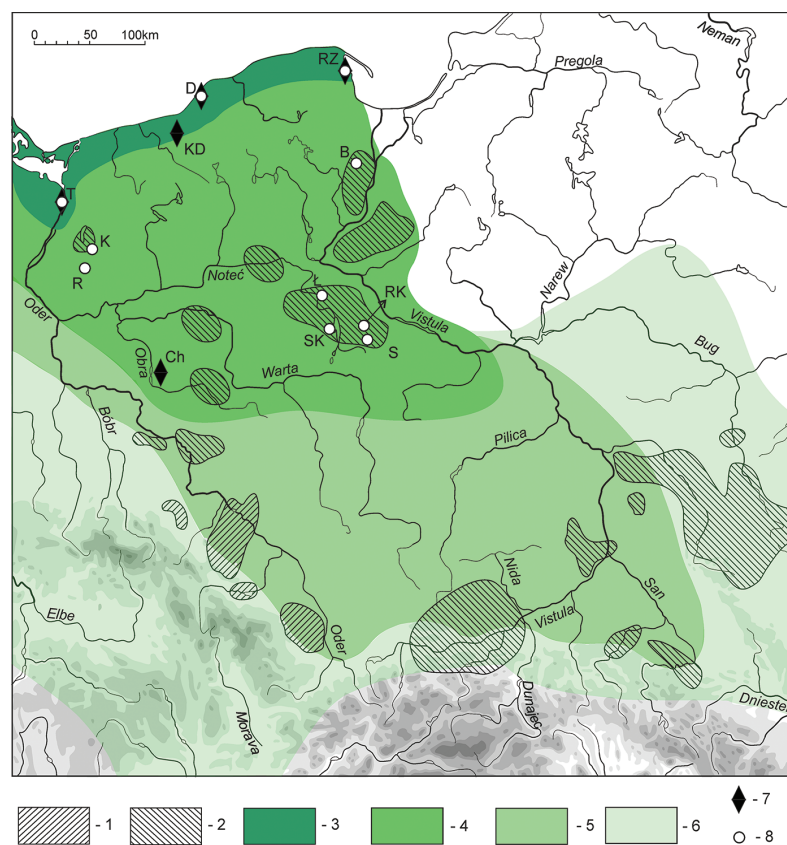 0 50 100km
Neman
RZ
Pregola
D
KD
B
T
K
R
Noteć
Ł
RK
Narew
Oder
Vistula
SK
S
Bug
Obra
Ch
Warta
Bóbr
Pilica
Nida
San
Elbe
Oder
Vistula
Morava
Dunajec
Dniester
- 1
- 2
- 3
- 4
- 5
- 6
- 7
- 8